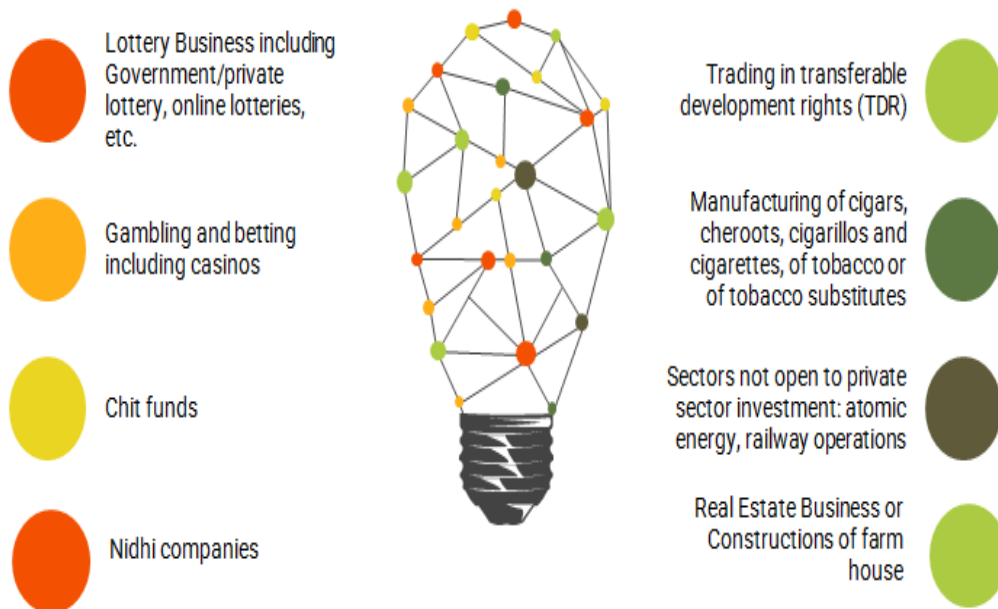 Lottery Business including
Government/private
lottery, online lotteries,
etc.
Gambling and betting
including casinos
Chit funds
Nidhi companies
Trading in transferable
development rights (TDR)
Manufacturing of cigars,
cheroots, cigarillos and
cigarettes, of tobacco or
of tobacco substitutes
Sectors not open to private
sector investment: atomic
energy, railway operations
Real Estate Business or
Constructions of farm
house